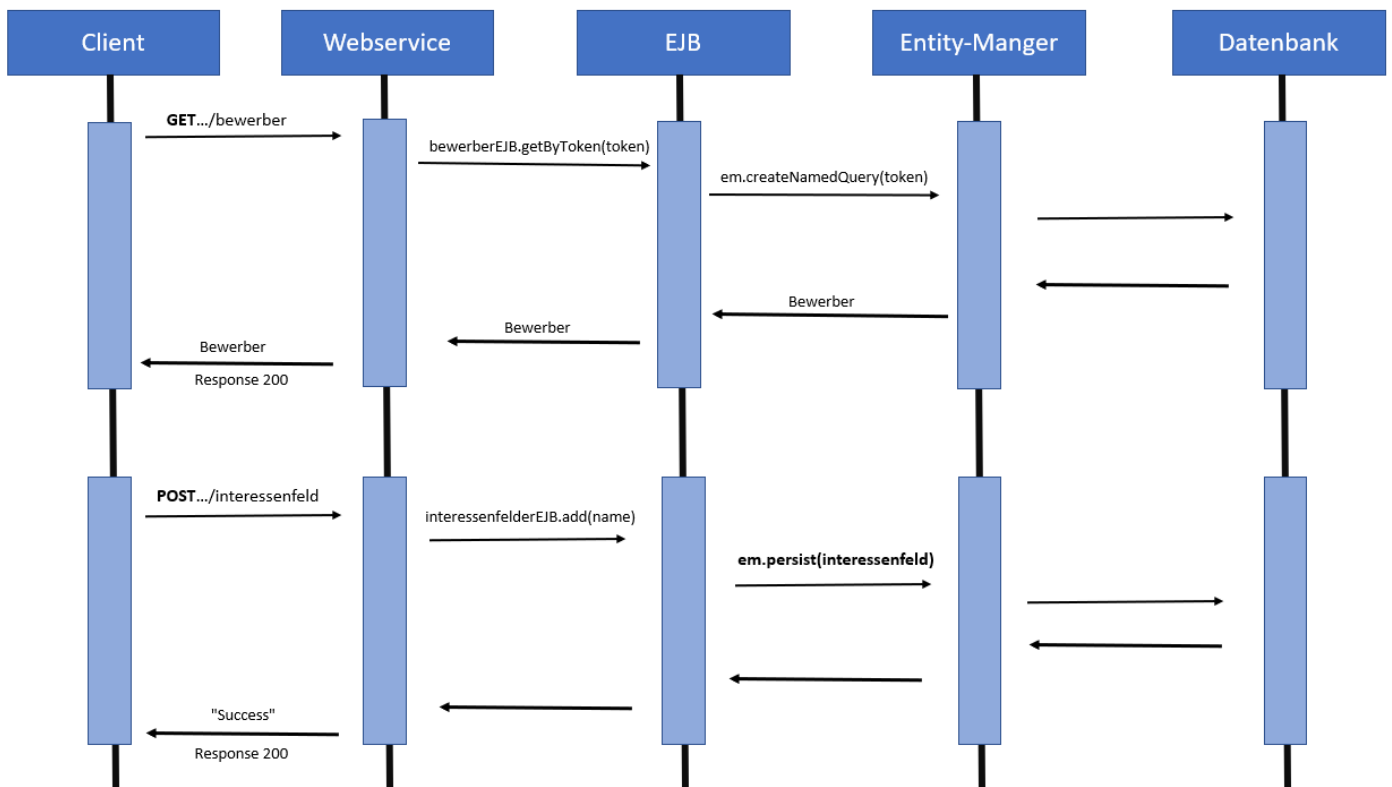 Client
Webservice
EJB
Entity-Manger
Datenbank
GET.../bewerber
bewerberEJB.getByToken(token)
em.createNamedQuery(token)
Bewerber
Bewerber
Bewerber
Response 200
POST.../interessenfeld
interessenfelderEJB.add(name)
em.persist(interessenfeld)
"Success"
Response 200